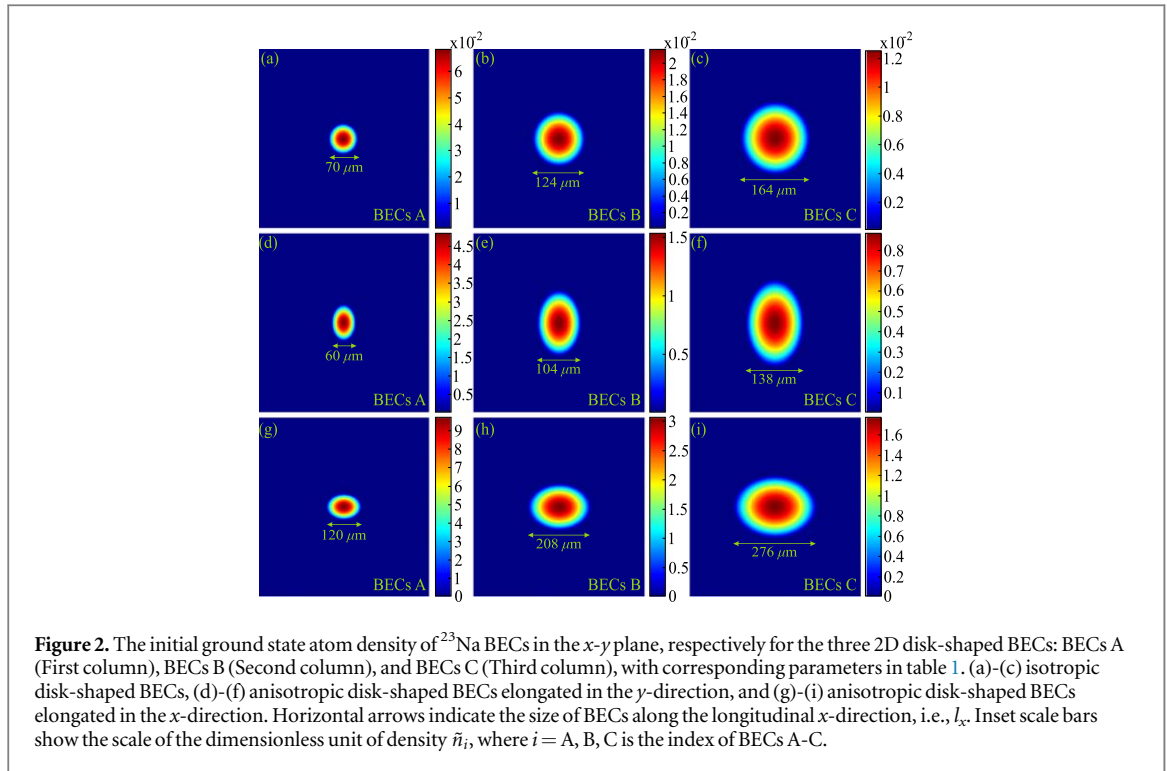 x10⁻² x10⁻² x10⁻²
(a) (b) (c)
6 2 1.2
1.8 1
5 1.6
1.4 0.8
4 1.2
1 0.6
3 0.8
2 0.6 0.4
70 μm 124 μm 164 μm
0.4 0.2
1 0.2
BECs A BECs B BECs C
(d) (e) (f)
4.5 1.5 0.8
3.5 0.7
1 0.6
2.5 0.5
0.4
1.5 0.5 0.3
60 μm 104 μm 138 μm
0.2
0.5 0.1
BECs A BECs B BECs C
(g) (h) (i)
9 3 1.6
8 2.5 1.4
7 1.2
6 2 1
5 1.5 0.8
4 0.6
3 1
120 μm 208 μm 276 μm
2 0.5 0.4
1 0.2
0 0 0
BECs A BECs B BECs C
Figure 2. The initial ground state atom density of ²³Na BECs in the x-y plane, respectively for the three 2D disk-shaped BECs: BECs A
(First column), BECs B (Second column), and BECs C (Third column), with corresponding parameters in table 1. (a)-(c) isotropic
disk-shaped BECs, (d)-(f) anisotropic disk-shaped BECs elongated in the y-direction, and (g)-(i) anisotropic disk-shaped BECs
elongated in the x-direction. Horizontal arrows indicate the size of BECs along the longitudinal x-direction, i.e., lₓ. Inset scale bars
show the scale of the dimensionless unit of density ñᵢ, where i = A, B, C is the index of BECs A-C.